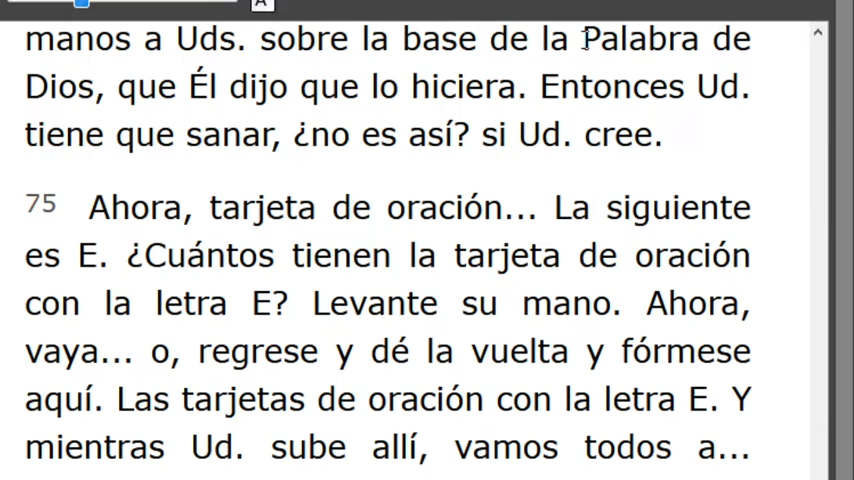 A
manos a Uds. sobre la base de la Palabra de
Dios, que Él dijo que lo hiciera. Entonces Ud.
tiene que sanar, ¿no es así? si Ud. cree.
75 Ahora, tarjeta de oración... La siguiente
es E. ¿Cuántos tienen la tarjeta de oración
con la letra E? Levante su mano. Ahora,
vaya... o, regrese y dé la vuelta y fórmese
aquí. Las tarjetas de oración con la letra E. Y
mientras Ud. sube allí, vamos todos a...